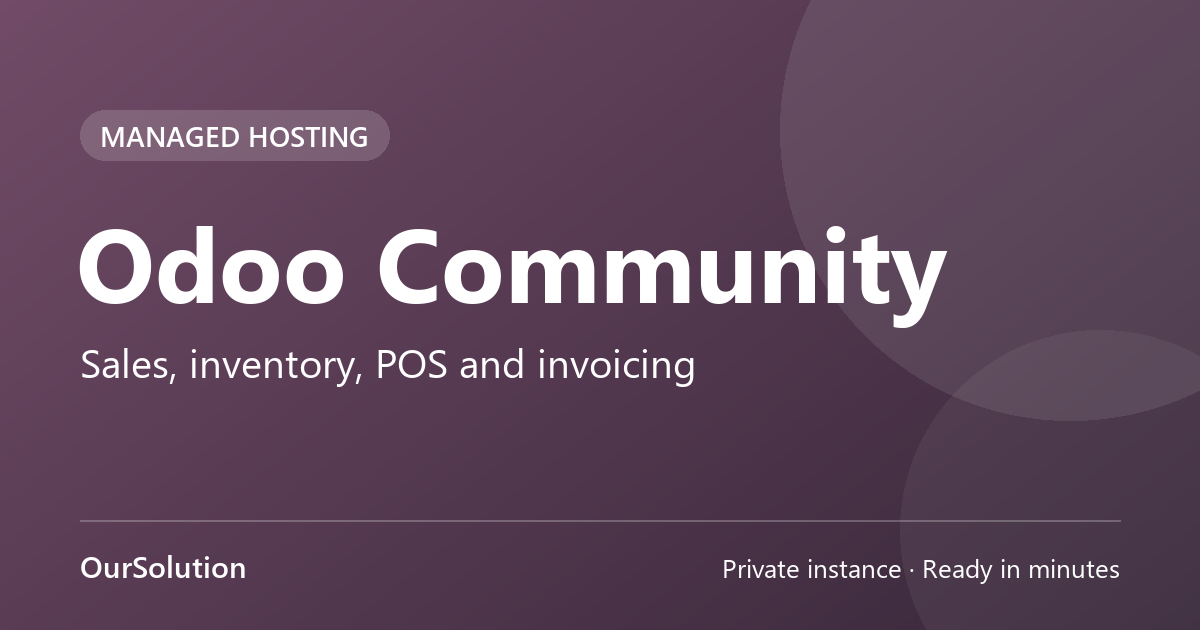 MANAGED HOSTING
Odoo Community
Sales, inventory, POS and invoicing
OurSolution
Private instance · Ready in minutes